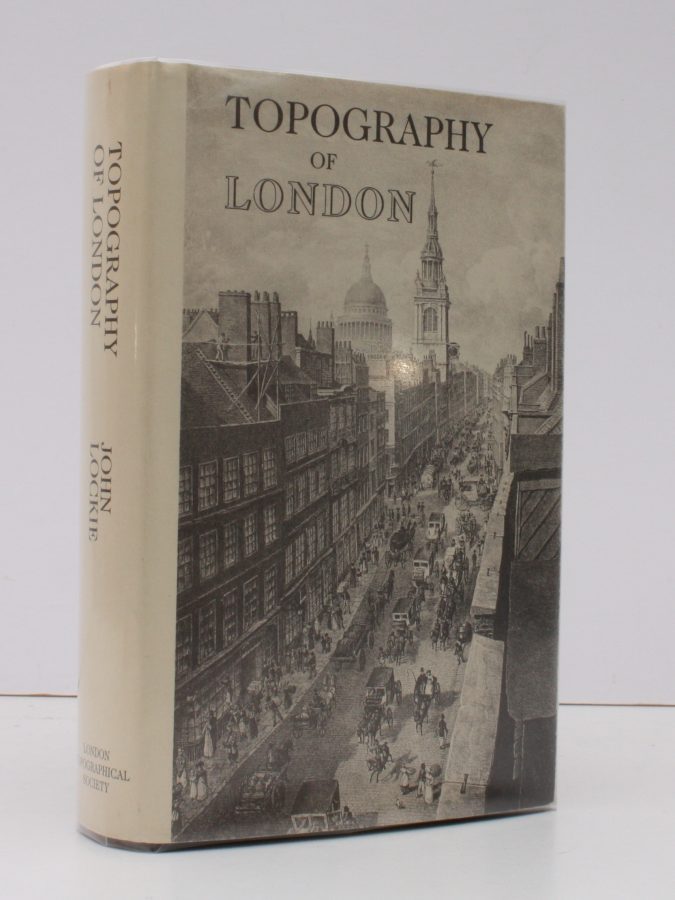 TOPOGRAPHY
OF
LONDON
TOPOGRAPHY
OF LONDON
JOHN
LOCKIE
LONDON
TOPOGRAPHICAL
SOCIETY